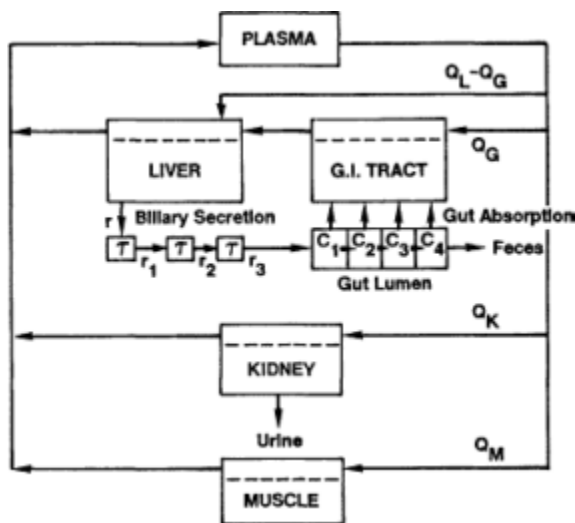 PLASMA
Q_L-Q_G
LIVER
G.I. TRACT
Q_G
r Biliary Secretion
Gut Absorption
τ r_1 τ r_2 τ r_3
C_1 C_2 C_3 C_4
Feces
Gut Lumen
Q_K
KIDNEY
Urine
Q_M
MUSCLE